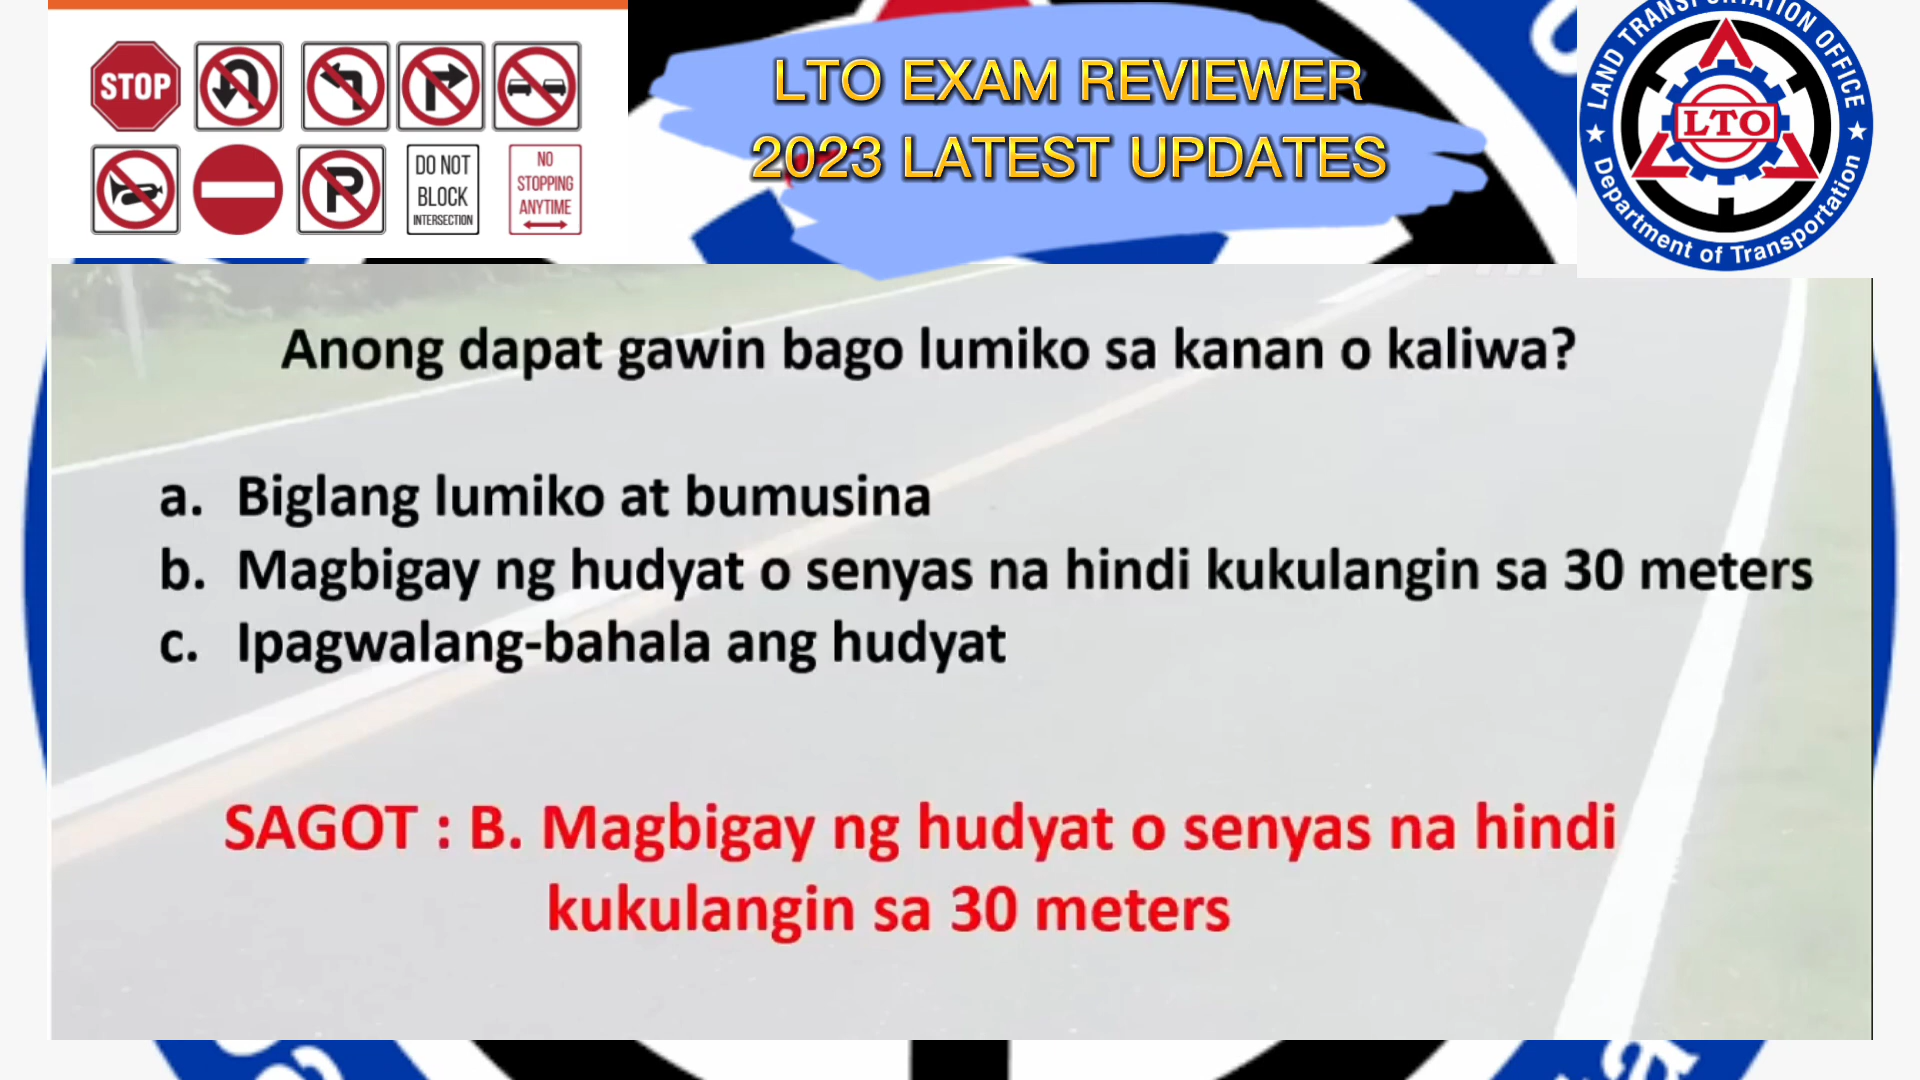 STOP
DO NOT
BLOCK
INTERSECTION
NO
STOPPING
ANYTIME
P
LTO EXAM REVIEWER
2023 LATEST UPDATES
LAND TRANSPORTATION OFFICE
LTO
Department of Transportation
Anong dapat gawin bago lumiko sa kanan o kaliwa?
a. Biglang lumiko at bumusina
b. Magbigay ng hudyat o senyas na hindi kukulangin sa 30 meters
c. Ipagwalang-bahala ang hudyat
SAGOT : B. Magbigay ng hudyat o senyas na hindi
kukulangin sa 30 meters